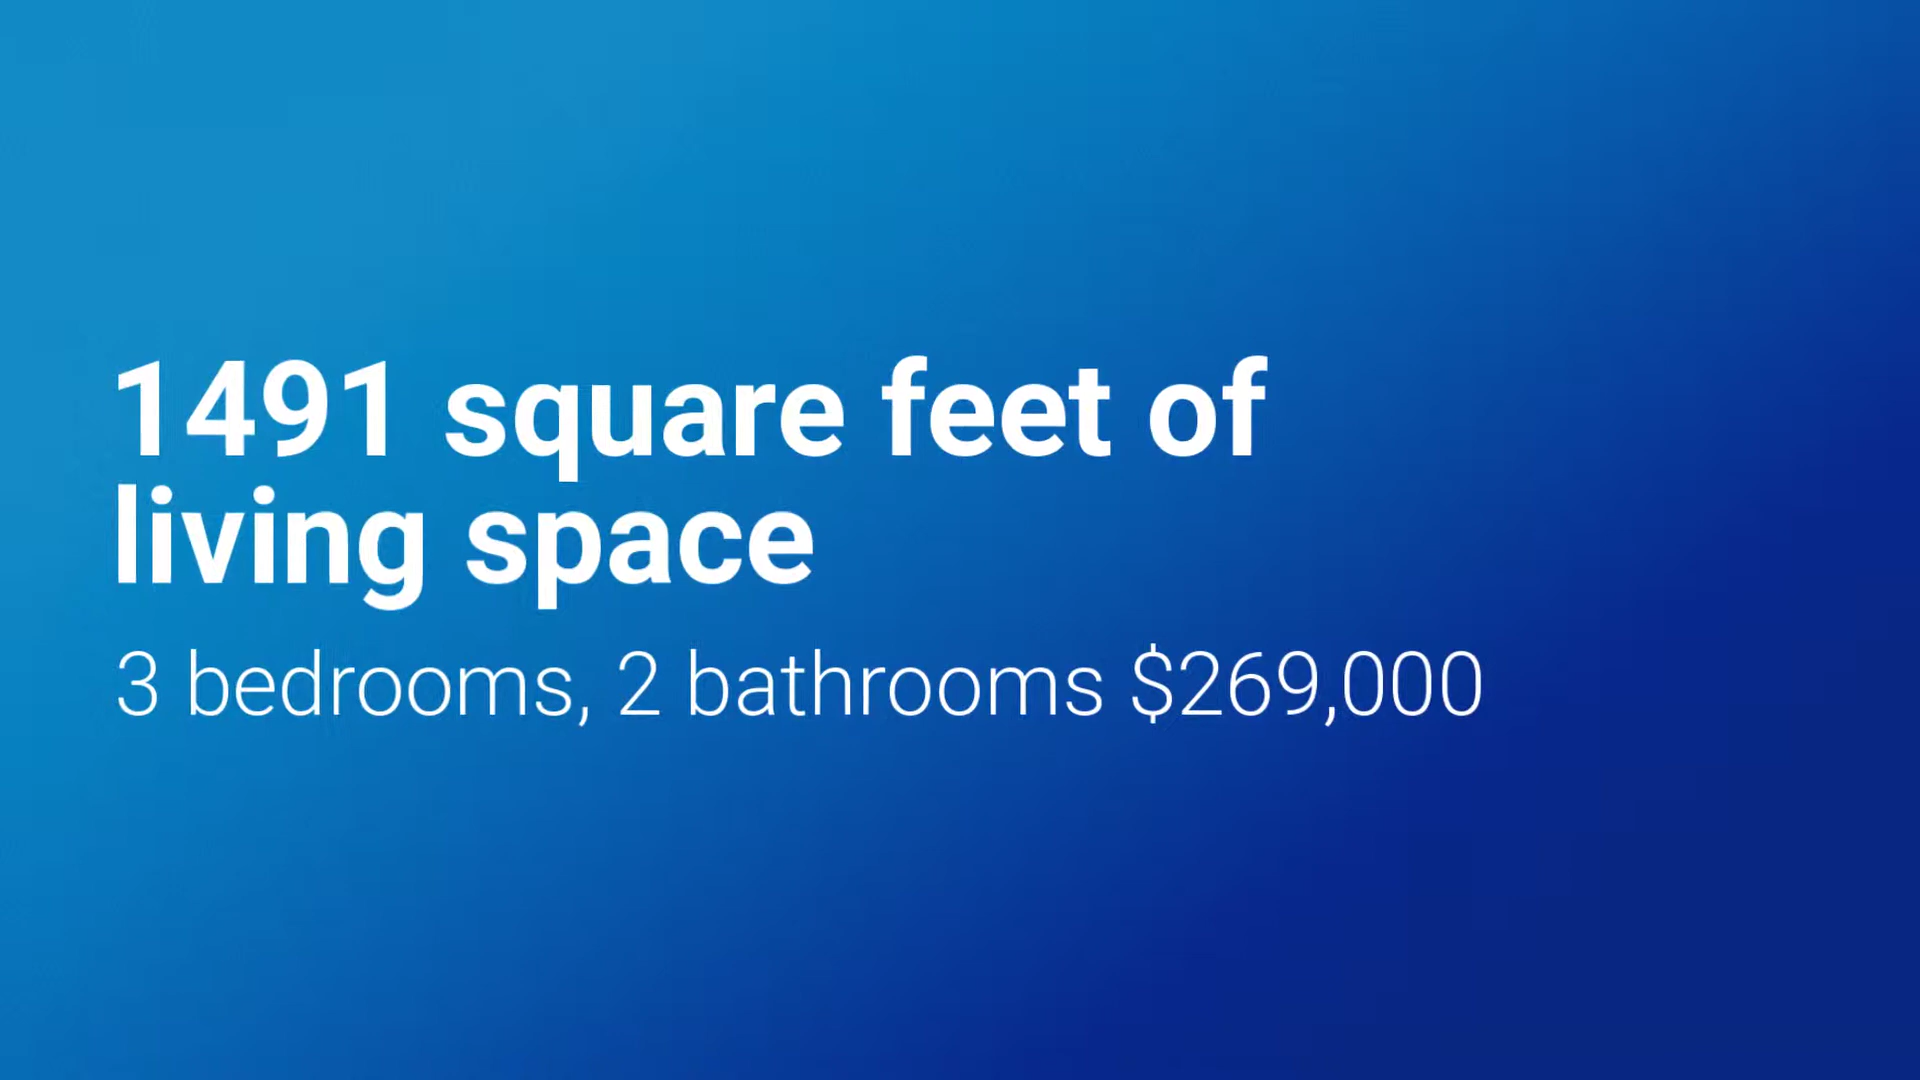 1491 square feet of
living space
3 bedrooms, 2 bathrooms $269,000